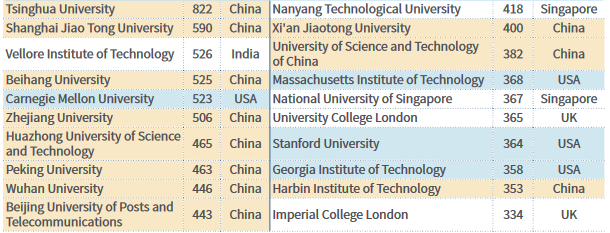 Tsinghua University 822 China
Shanghai Jiao Tong University 590 China
Vellore Institute of Technology 526 India
Beihang University 525 China
Carnegie Mellon University 523 USA
Zhejiang University 506 China
Huazhong University of Science
and Technology 465 China
Peking University 463 China
Wuhan University 446 China
Beijing University of Posts and
Telecommunications 443 China
Nanyang Technological University 418 Singapore
Xi'an Jiaotong University 400 China
University of Science and Technology
of China 382 China
Massachusetts Institute of Technology 368 USA
National University of Singapore 367 Singapore
University College London 365 UK
Stanford University 364 USA
Georgia Institute of Technology 358 USA
Harbin Institute of Technology 353 China
Imperial College London 334 UK